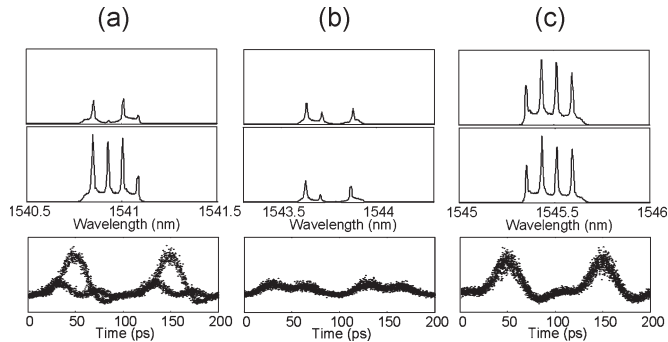 (a) (b) (c)
1540.5 1541 1541.5 1543.5 1544 1545 1545.5 1546
Wavelength (nm) Wavelength (nm) Wavelength (nm)
0 50 100 150 200 0 50 100 150 200 0 50 100 150 200
Time (ps) Time (ps) Time (ps)